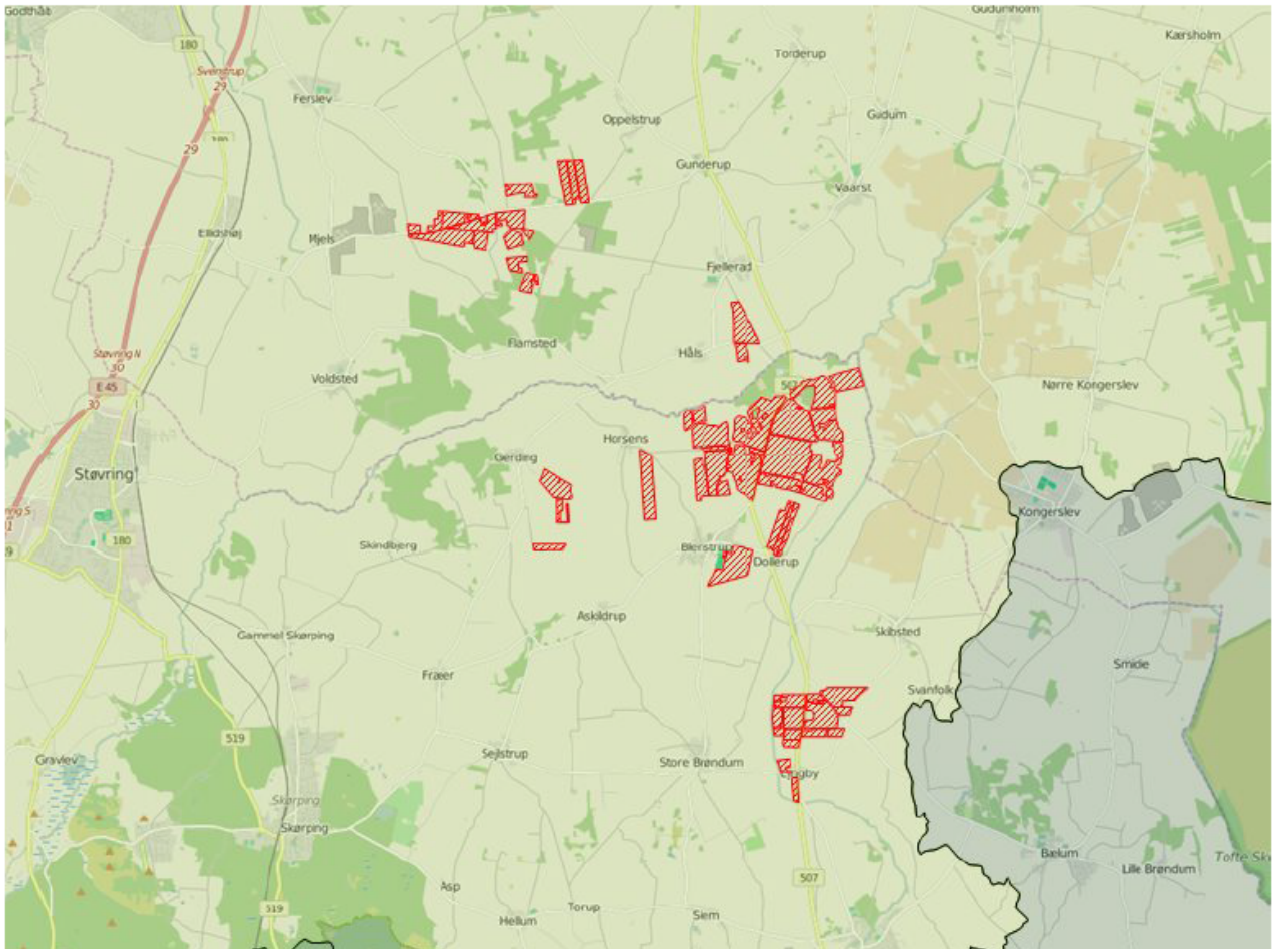 Godthåb
Gudumholm
180
Kærsholm
Torderup
Svenstrup
29
Ferslev
Oppelstrup
Gudum
29
Gunderup
Vaarst
Ellidshøj
Mjels
Fjellerad
Flamsted
Støvring N
30
Håls
Voldsted
507
E 45
Nørre Kongerslev
30
Horsens
Gerding
Støvring
Kongerslev
180
Skindbjerg
Blenstrup
Dollerup
Askildrup
Gammel Skørping
Skibsted
Smidie
Fræer
Svanfolk
519
Sejlstrup
Gravlev
Store Brøndum
Lyngby
Skørping
Skørping
Bælum
Tofte Sk
Lille Brøndum
507
Asp
519
Torup
Hellum
Siem